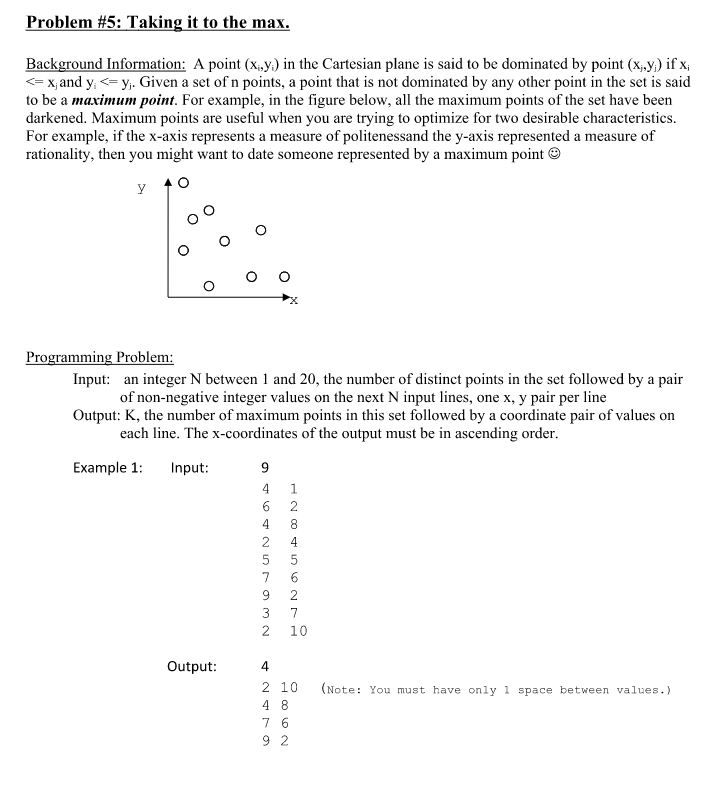 Problem #5: Taking it to the max.
Background Information: A point (xᵢ,yᵢ) in the Cartesian plane is said to be dominated by point (xⱼ,yⱼ) if xᵢ
<= xⱼ and yᵢ <= yⱼ. Given a set of n points, a point that is not dominated by any other point in the set is said
to be a maximum point. For example, in the figure below, all the maximum points of the set have been
darkened. Maximum points are useful when you are trying to optimize for two desirable characteristics.
For example, if the x-axis represents a measure of politenessand the y-axis represented a measure of
rationality, then you might want to date someone represented by a maximum point ☺
y
x
Programming Problem:
Input: an integer N between 1 and 20, the number of distinct points in the set followed by a pair
of non-negative integer values on the next N input lines, one x, y pair per line
Output: K, the number of maximum points in this set followed by a coordinate pair of values on
each line. The x-coordinates of the output must be in ascending order.
Example 1: Input: 9
4 1
6 2
4 8
2 4
5 5
7 6
9 2
3 7
2 10
Output: 4
2 10 (Note: You must have only 1 space between values.)
4 8
7 6
9 2